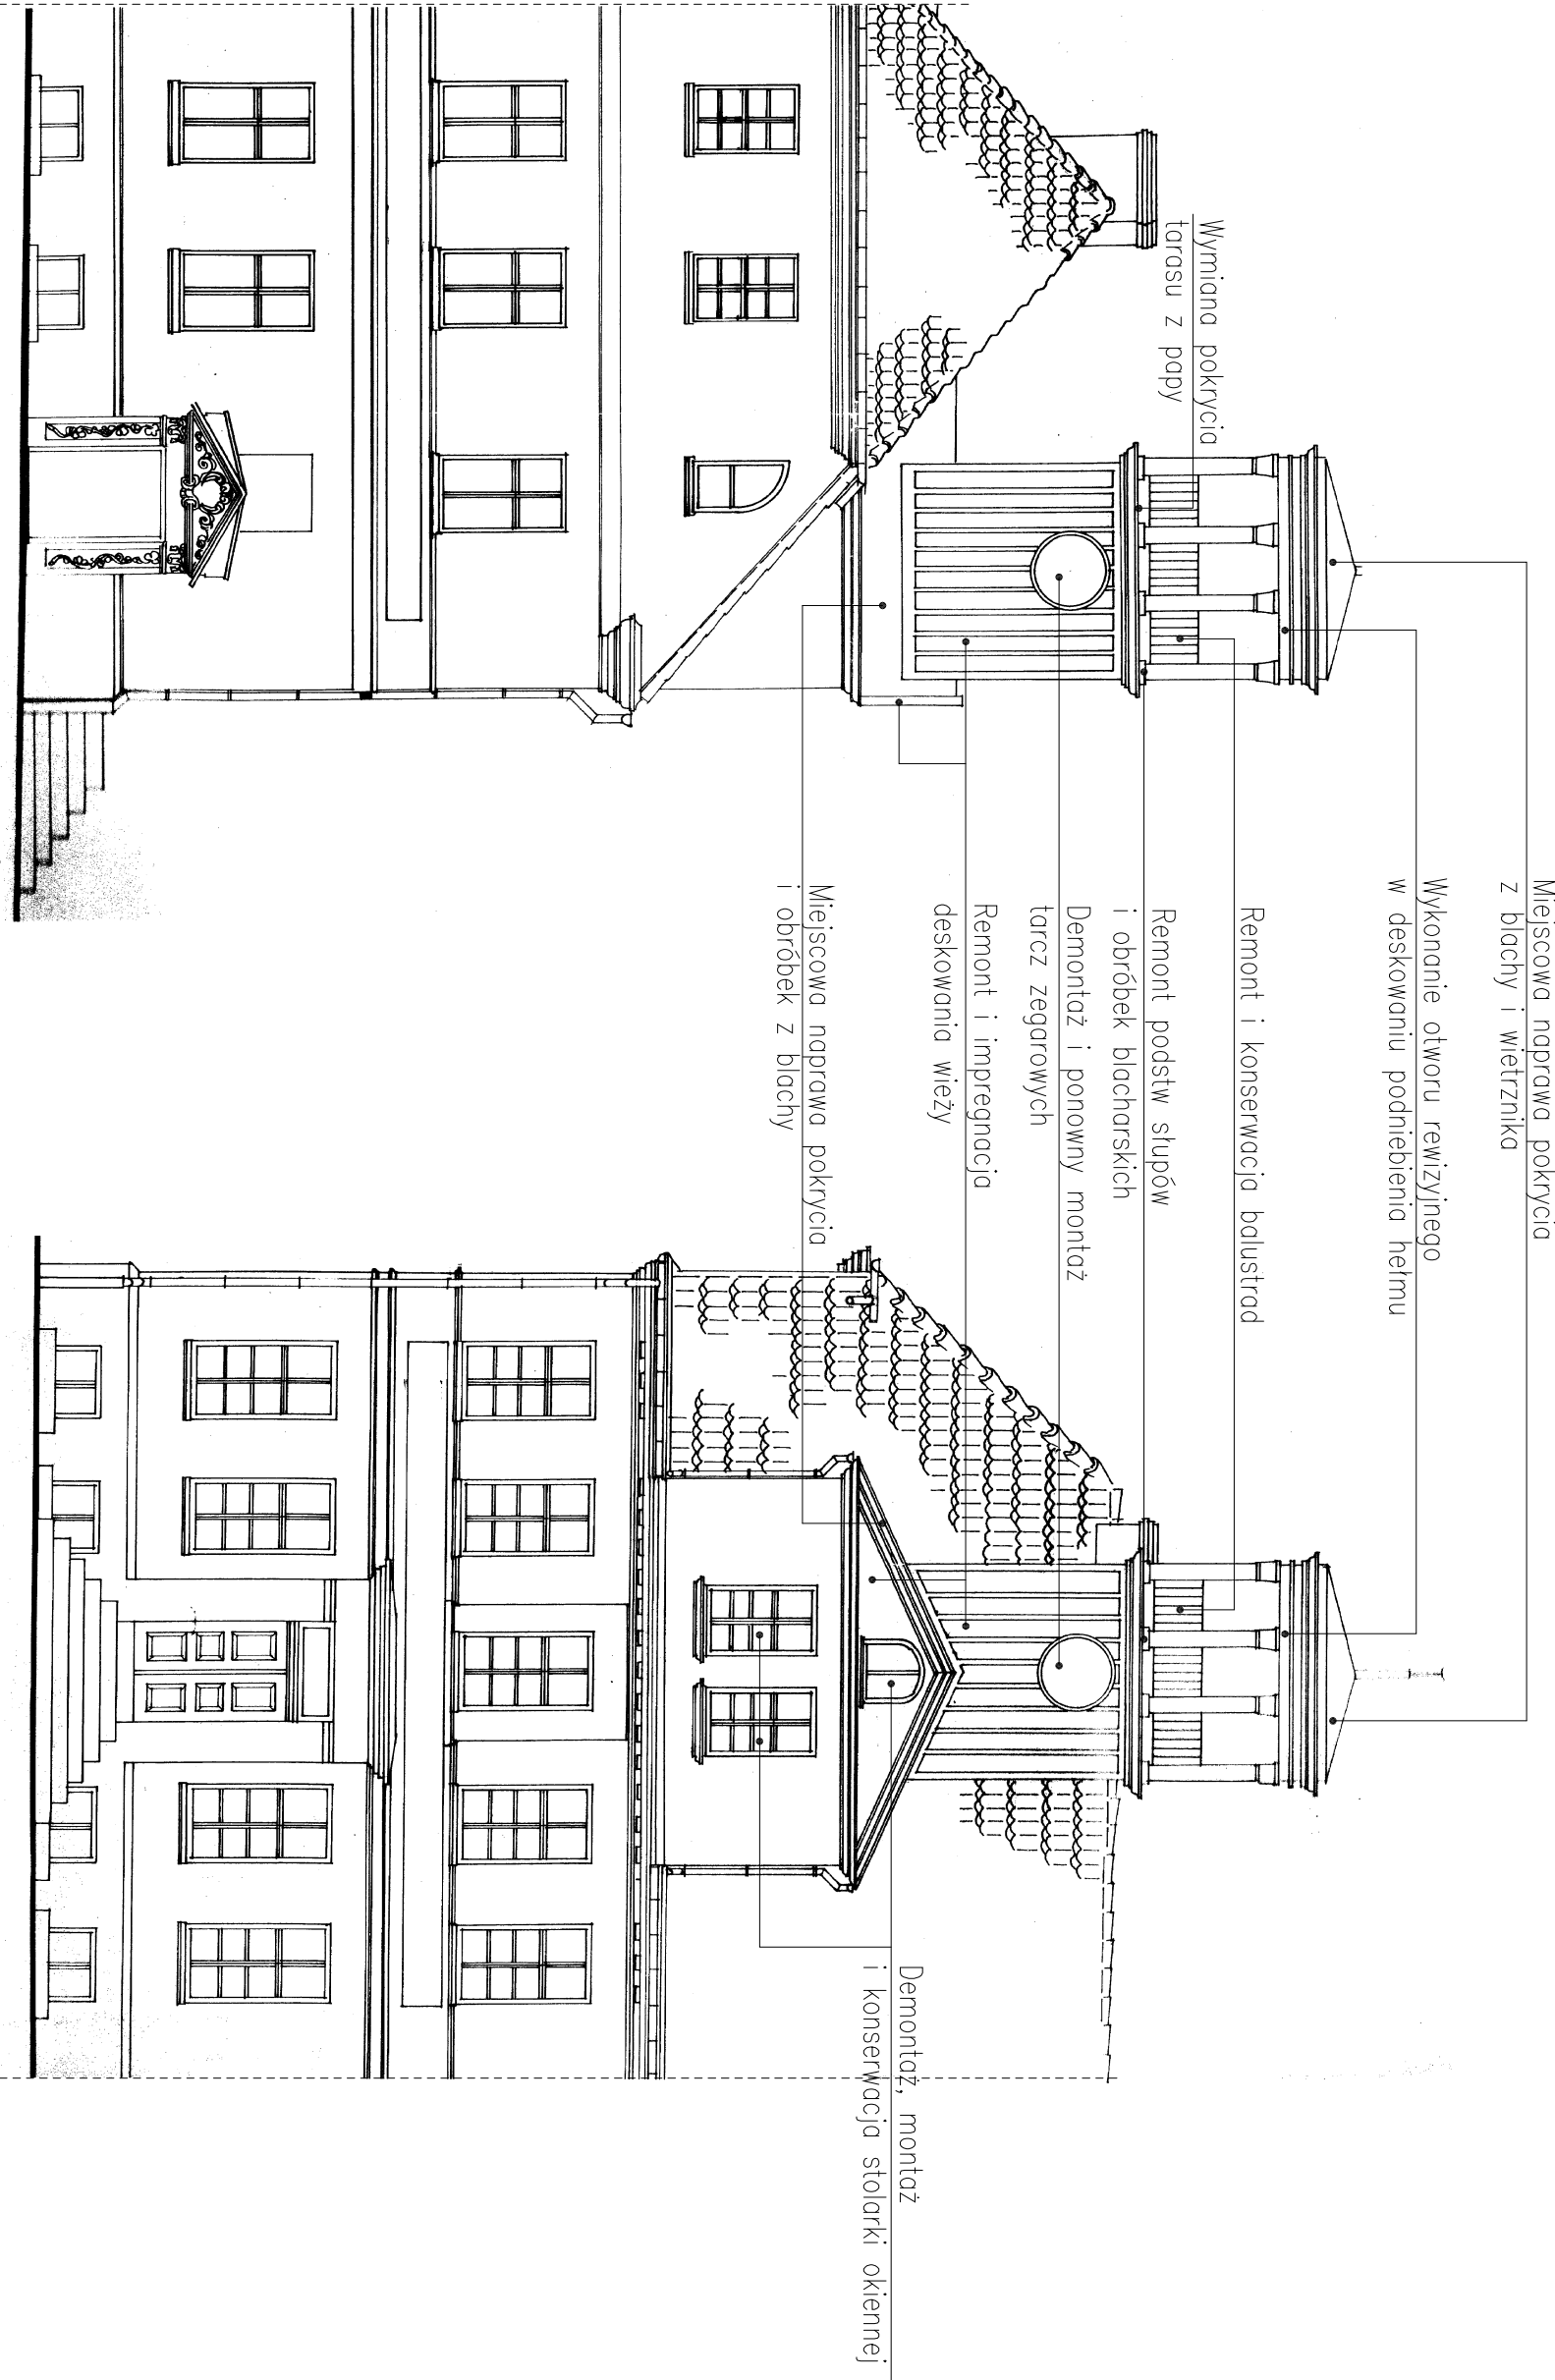 Miejscowa naprawa pokrycia
z blachy i wietrznika
Wykonanie otworu rewizyjnego
w deskowaniu podniebienia hełmu
Remont i konserwacja balustrad
Wymiana pokrycia
tarasu z papy
Remont podstw słupów
i obróbek blacharskich
Demontaż i ponowny montaż
tarcz zegarowych
Remont i impregnacja
deskowania wieży
Miejscowa naprawa pokrycia
i obróbek z blachy
Demontaż, montaż
i konserwacja stolarki okiennej